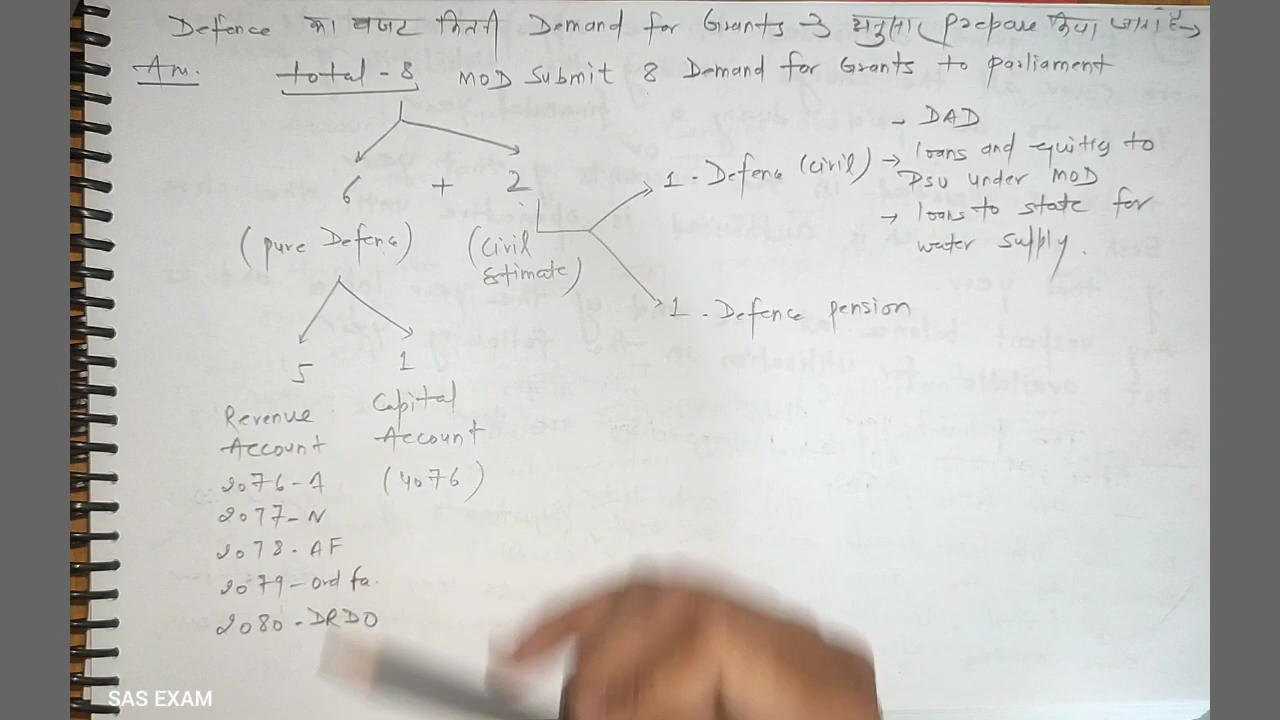 Defence का बजट कितनी Demand for Grants के अनुसार prepare किया जाता है →
Ans. total - 8 MOD Submit 8 Demand for Grants to parliament
6 + 2
(pure Defence) (Civil Estimate)
1 - Defence (civil)
→ DAD
→ loans and equity to
PSU under MOD
→ loans to state for
water supply.
1 - Defence pension
5 1
Revenue
Account
2076 - A
2077 - N
2078 - AF
2079 - ord fa.
2080 - DRDO
Capital
Account
(4076)
SAS EXAM